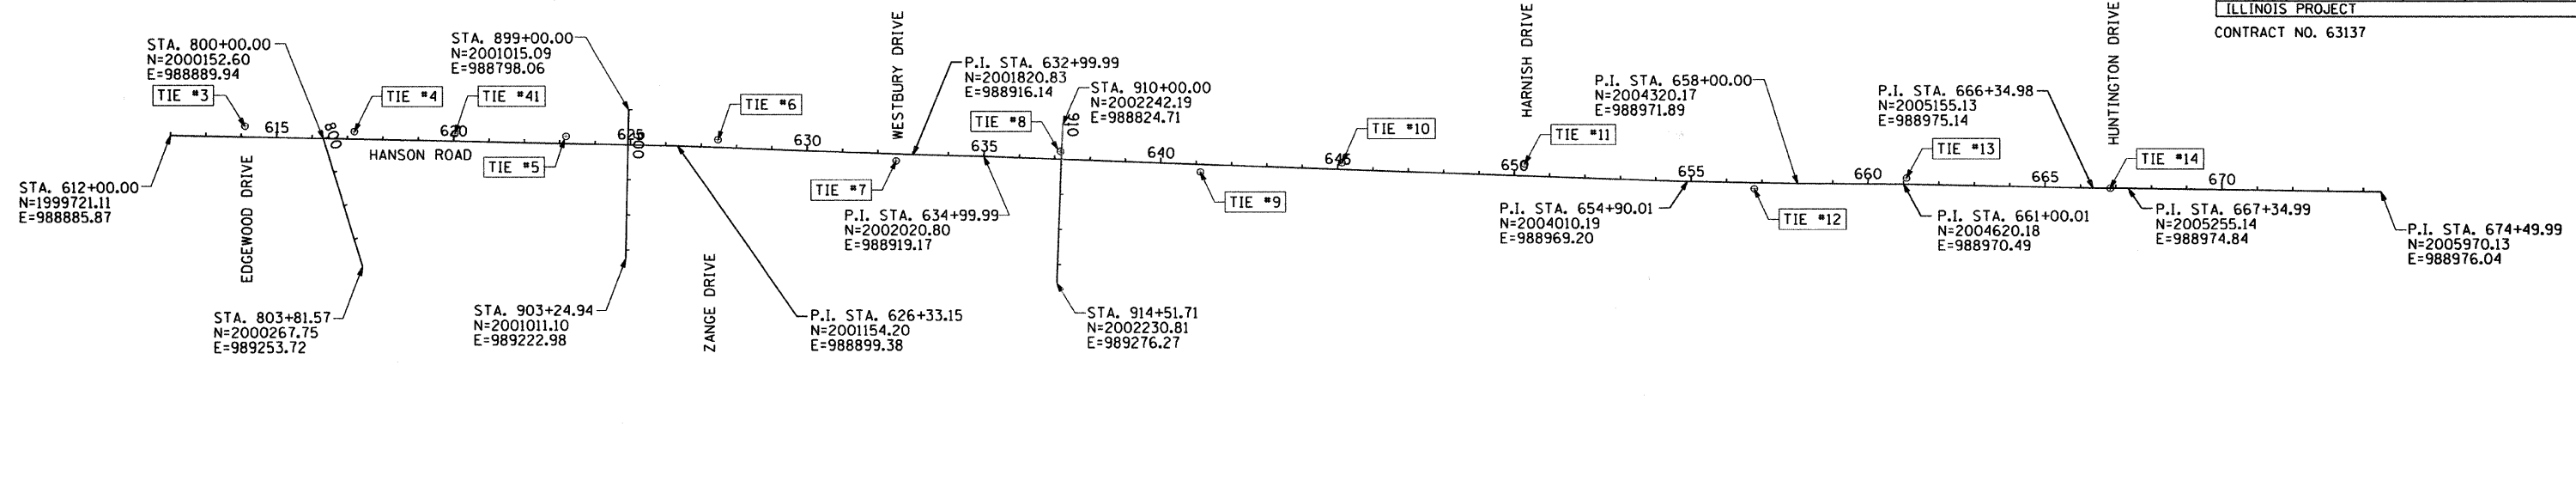 ILLINOIS PROJECT
CONTRACT NO. 63137
STA. 800+00.00
N=2000152.60
E=988889.94
TIE #3
TIE #4
STA. 899+00.00
N=2001015.09
E=988798.06
TIE #41
TIE #6
WESTBURY DRIVE
P.I. STA. 632+99.99
N=2001820.83
E=988916.14
TIE #8
STA. 910+00.00
N=2002242.19
E=988824.71
TIE #10
HARNISH DRIVE
TIE #11
P.I. STA. 658+00.00
N=2004320.17
E=988971.89
P.I. STA. 666+34.98
N=2005155.13
E=988975.14
HUNTINGTON DRIVE
TIE #13
TIE #14
615
800
620
625
900
630
635
910
640
645
650
655
660
665
670
HANSON ROAD
TIE #5
TIE #7
TIE #9
TIE #12
STA. 612+00.00
N=1999721.11
E=988885.87
EDGEWOOD DRIVE
P.I. STA. 634+99.99
N=2002020.80
E=988919.17
P.I. STA. 654+90.01
N=2004010.19
E=988969.20
P.I. STA. 661+00.01
N=2004620.18
E=988970.49
P.I. STA. 667+34.99
N=2005255.14
E=988974.84
P.I. STA. 674+49.99
N=2005970.13
E=988976.04
STA. 803+81.57
N=2000267.75
E=989253.72
STA. 903+24.94
N=2001011.10
E=989222.98
ZANGE DRIVE
P.I. STA. 626+33.15
N=2001154.20
E=988899.38
STA. 914+51.71
N=2002230.81
E=989276.27